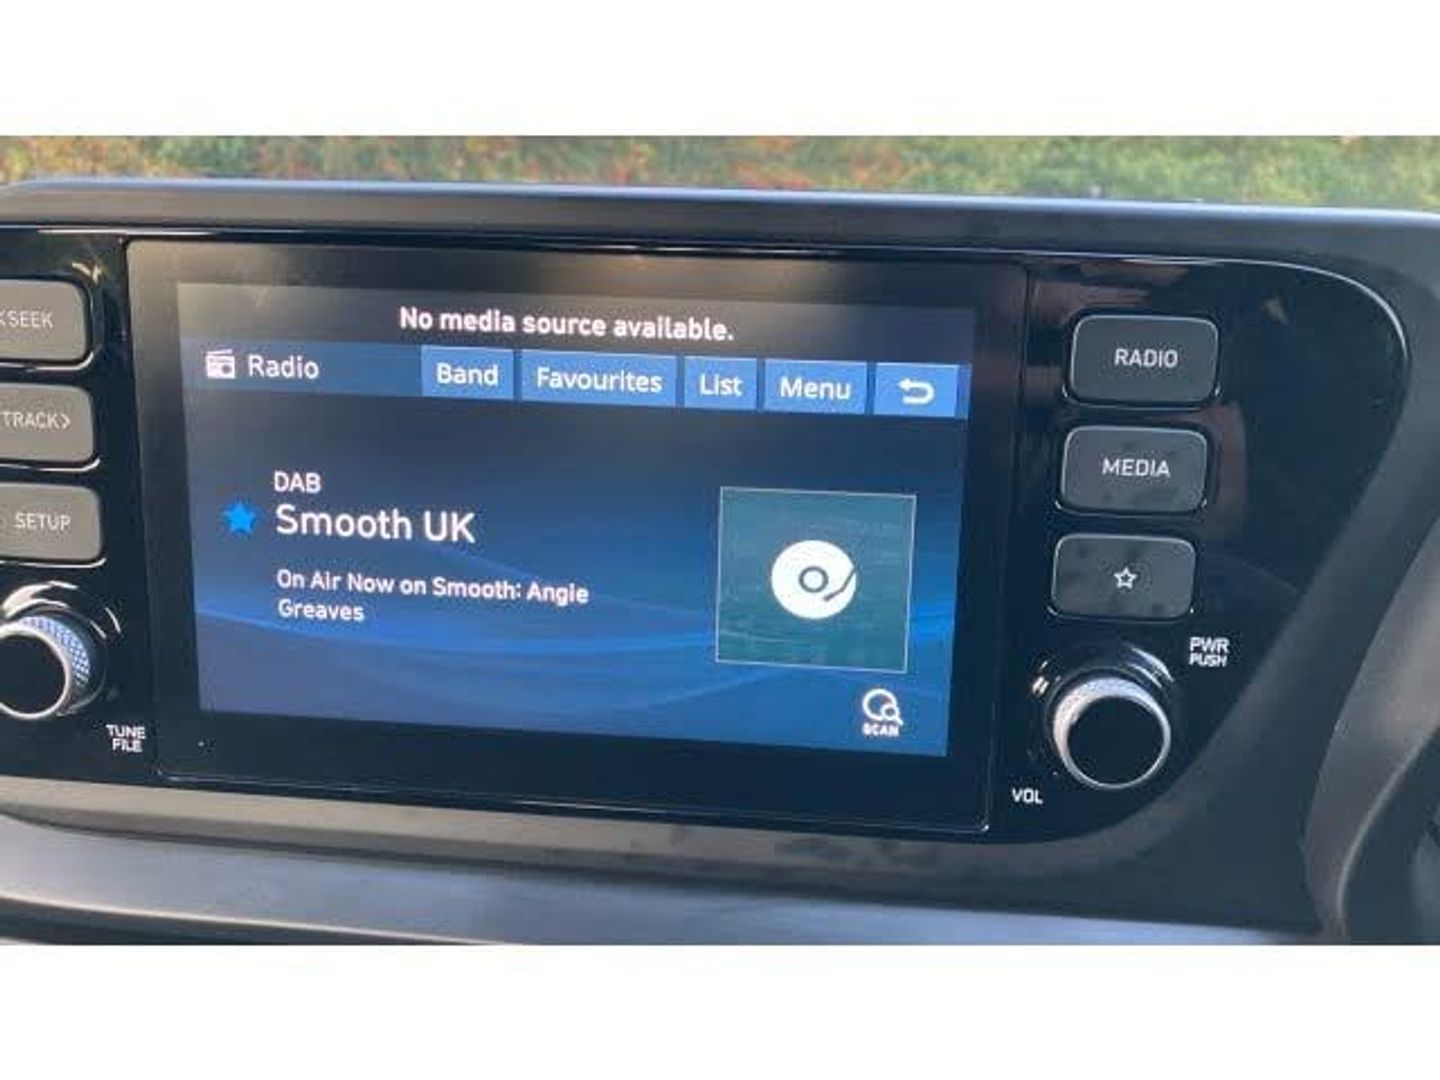 No media source available.
<SEEK
Radio Band Favourites List Menu
RADIO
TRACK>
MEDIA
DAB
Smooth UK
SETUP
On Air Now on Smooth: Angie
Greaves
PWR
PUSH
SCAN
TUNE
FILE
VOL